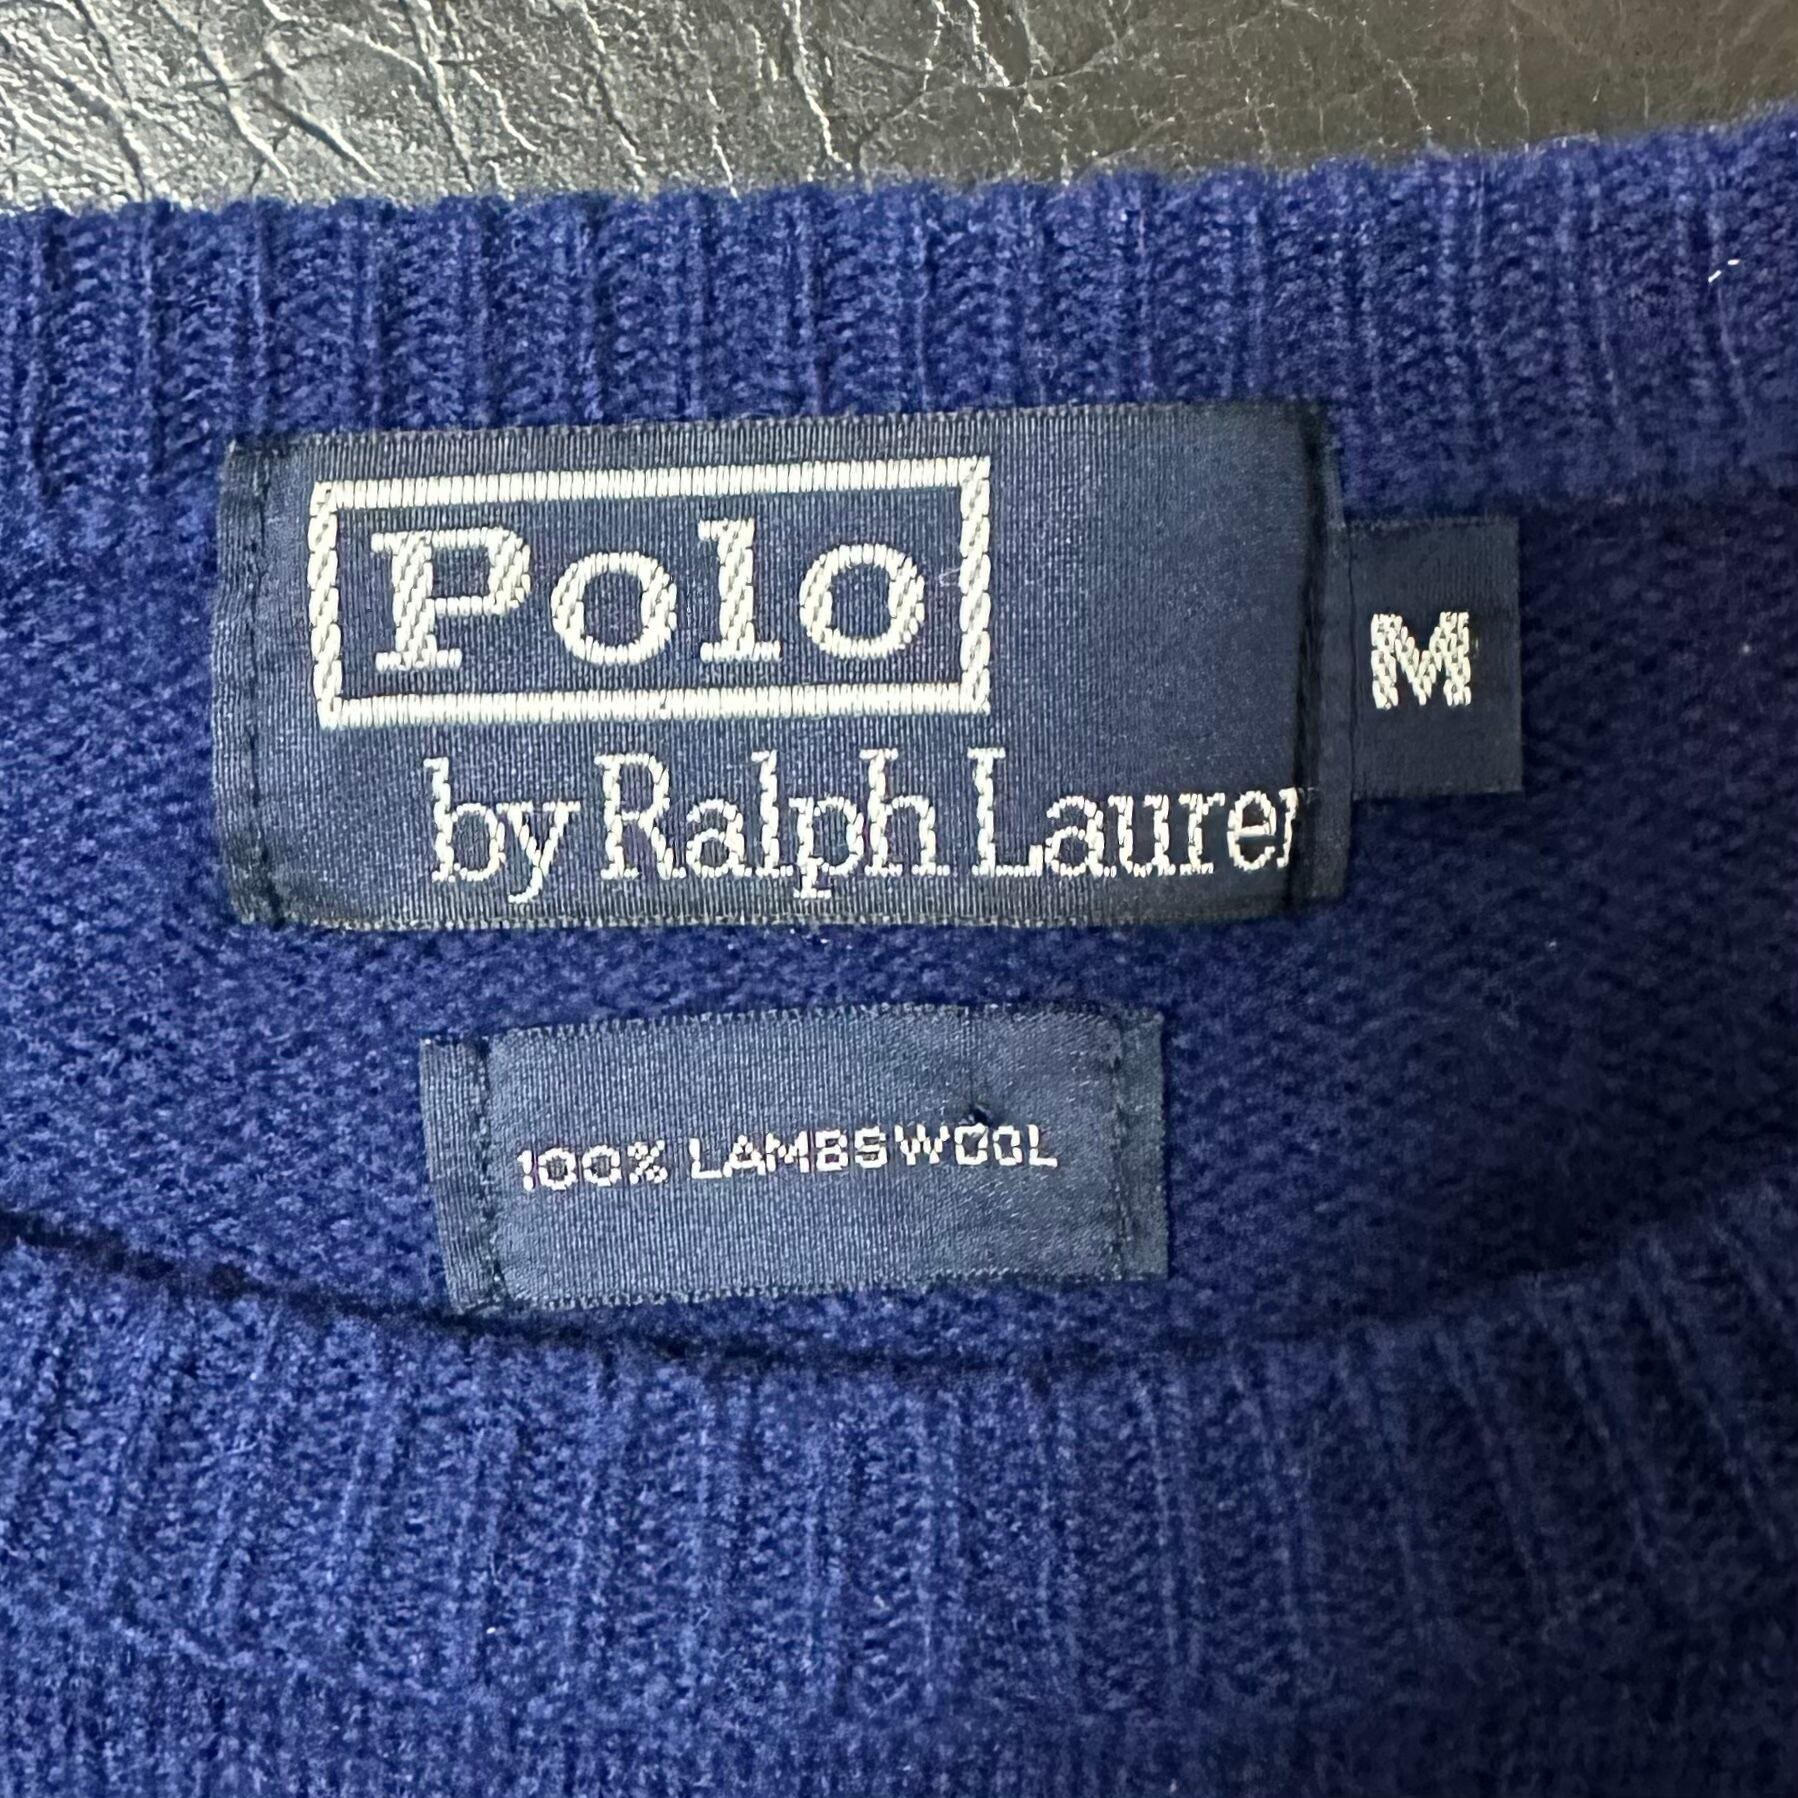 Polo
by Ralph Lauren
M
100% LAMBSWOOL